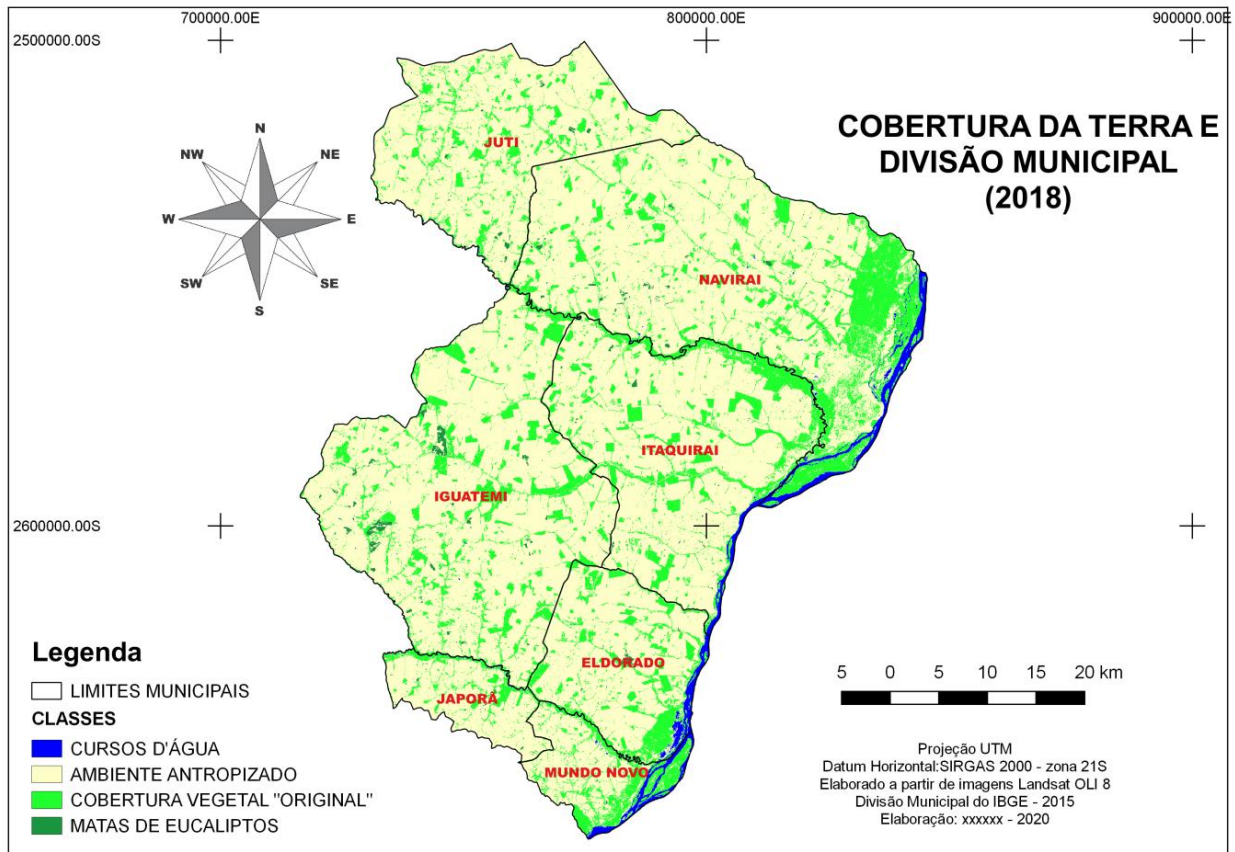 700000.00E
800000.00E
900000.00E
2500000.00S
COBERTURA DA TERRA E
DIVISÃO MUNICIPAL
(2018)
N
NW
NE
W
E
SW
SE
S
JUTI
NAVIRAI
ITAQUIRAI
IGUATEMI
2600000.00S
ELDORADO
JAPORÃ
MUNDO NOVO
Legenda
LIMITES MUNICIPAIS
CLASSES
CURSOS D'ÁGUA
AMBIENTE ANTROPIZADO
COBERTURA VEGETAL "ORIGINAL"
MATAS DE EUCALIPTOS
5 0 5 10 15 20 km
Projeção UTM
Datum Horizontal:SIRGAS 2000 - zona 21S
Elaborado a partir de imagens Landsat OLI 8
Divisão Municipal do IBGE - 2015
Elaboração: xxxxxx - 2020